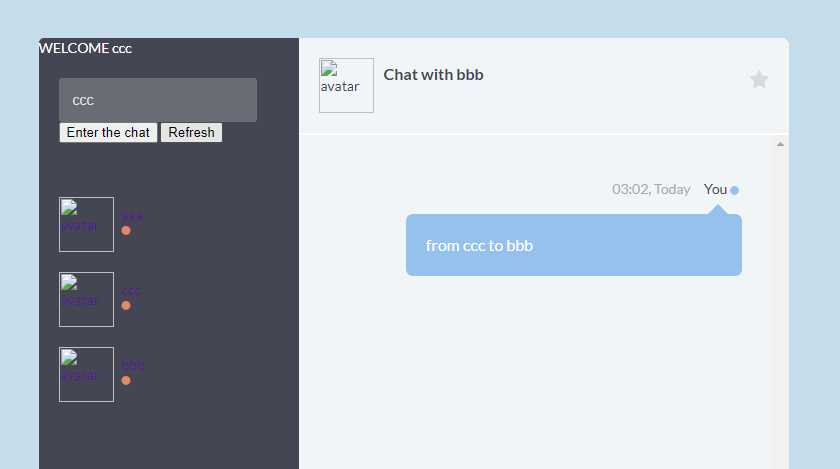 WELCOME ccc
ccc
Enter the chat
Refresh
avatar
asa
avatar
ccc
avatar
bbb
avatar
Chat with bbb
03:02, Today
You
from ccc to bbb